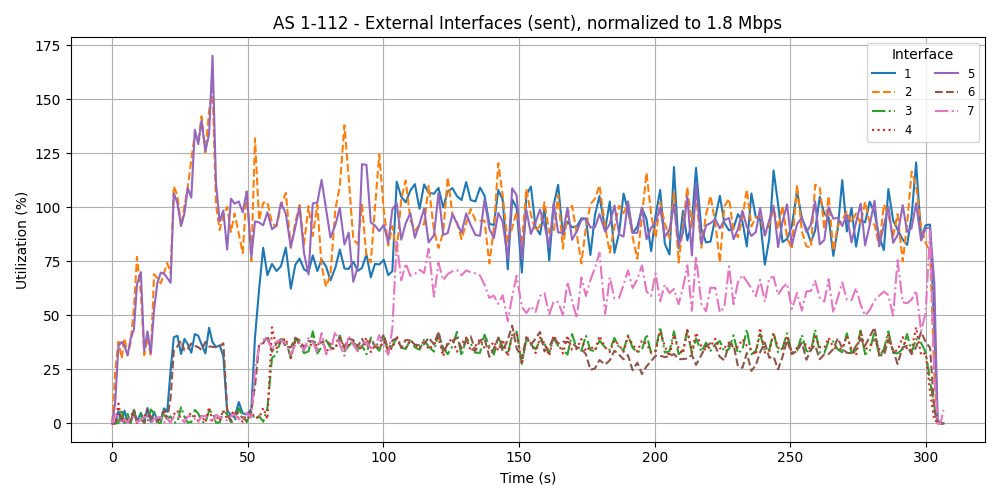 AS 1-112 - External Interfaces (sent), normalized to 1.8 Mbps
Utilization (%)
175
150
125
100
75
50
25
0
0 50 100 150 200 250 300
Time (s)
Interface
1 5
2 6
3 7
4